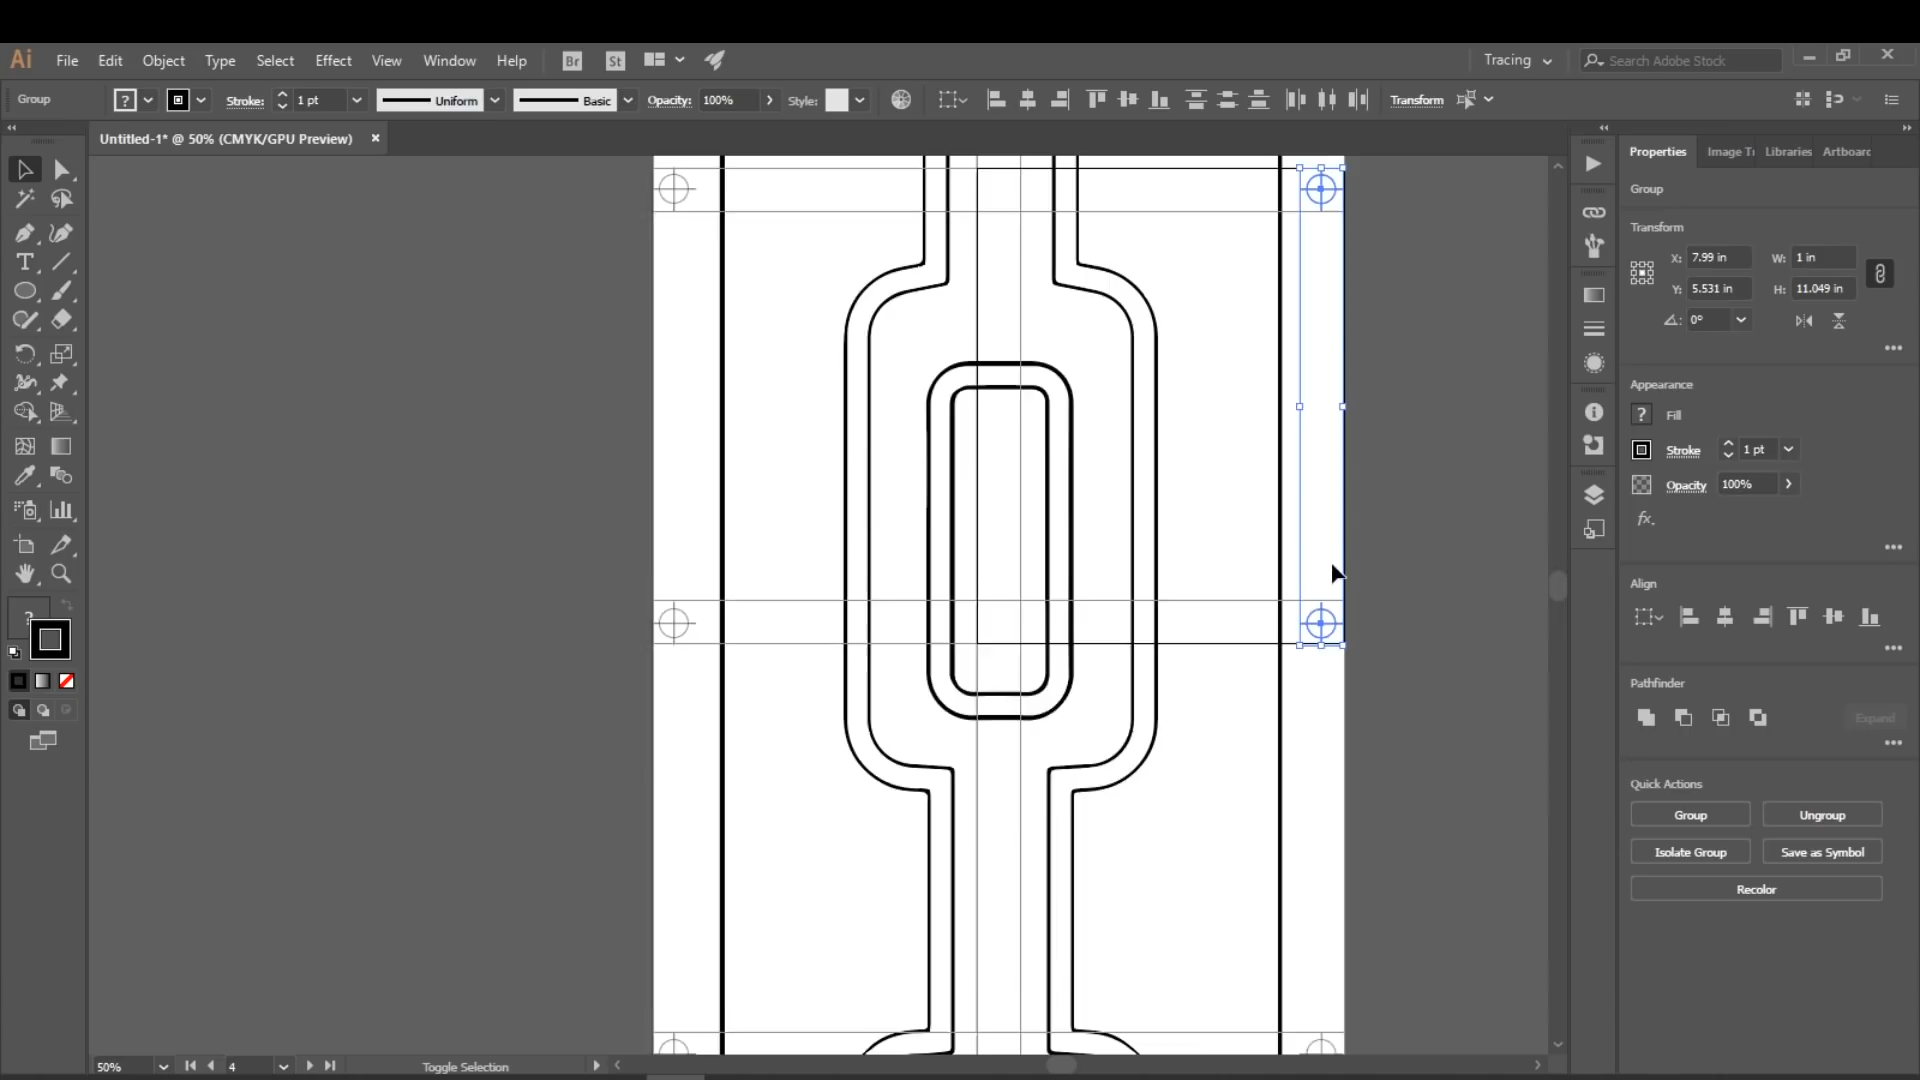 Ai File Edit Object Type Select Effect View Window Help Br St Tracing Search Adobe Stock
Group ? Stroke: 1 pt Uniform Basic Opacity: 100% Style: Transform
Untitled-1* @ 50% (CMYK/GPU Preview) ×
Properties Image Tr Libraries Artboard
Group
Transform
X: 7.99 in W: 1 in
Y: 5.531 in H: 11.049 in
0°
Appearance
? Fill
Stroke 1 pt
Opacity 100%
fx.
Align
Pathfinder
Expand
Quick Actions
Group Ungroup
Isolate Group Save as Symbol
Recolor
T
?
50% 4 Toggle Selection